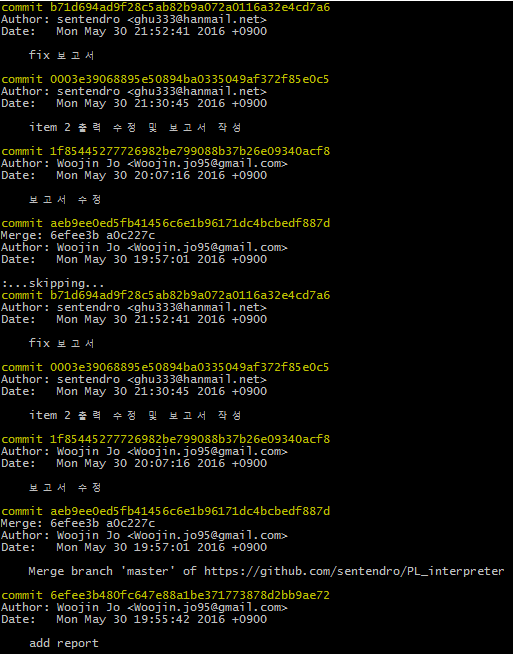 commit b71d694ad9f28c5ab82b9a072a0116a32e4cd7a6
Author: sentendro <ghu333@hanmail.net>
Date:   Mon May 30 21:52:41 2016 +0900
fix 보고서
commit 0003e39068895e50894ba0335049af372f85e0c5
Author: sentendro <ghu333@hanmail.net>
Date:   Mon May 30 21:30:45 2016 +0900
item 2 출력 수정 및 보고서 작성
commit 1f85445277726982be799088b37b26e09340acf8
Author: Woojin Jo <Woojin.jo95@gmail.com>
Date:   Mon May 30 20:07:16 2016 +0900
보고서 수정
commit aeb9ee0ed5fb41456c6e1b96171dc4bcbedf887d
Merge: 6efee3b a0c227c
Author: Woojin Jo <Woojin.jo95@gmail.com>
Date:   Mon May 30 19:57:01 2016 +0900
:...skipping...
commit b71d694ad9f28c5ab82b9a072a0116a32e4cd7a6
Author: sentendro <ghu333@hanmail.net>
Date:   Mon May 30 21:52:41 2016 +0900
fix 보고서
commit 0003e39068895e50894ba0335049af372f85e0c5
Author: sentendro <ghu333@hanmail.net>
Date:   Mon May 30 21:30:45 2016 +0900
item 2 출력 수정 및 보고서 작성
commit 1f85445277726982be799088b37b26e09340acf8
Author: Woojin Jo <Woojin.jo95@gmail.com>
Date:   Mon May 30 20:07:16 2016 +0900
보고서 수정
commit aeb9ee0ed5fb41456c6e1b96171dc4bcbedf887d
Merge: 6efee3b a0c227c
Author: Woojin Jo <Woojin.jo95@gmail.com>
Date:   Mon May 30 19:57:01 2016 +0900
Merge branch 'master' of https://github.com/sentendro/PL_interpreter
commit 6efee3b480fc647e88a1be371773878d2bb9ae72
Author: Woojin Jo <Woojin.jo95@gmail.com>
Date:   Mon May 30 19:55:42 2016 +0900
add report